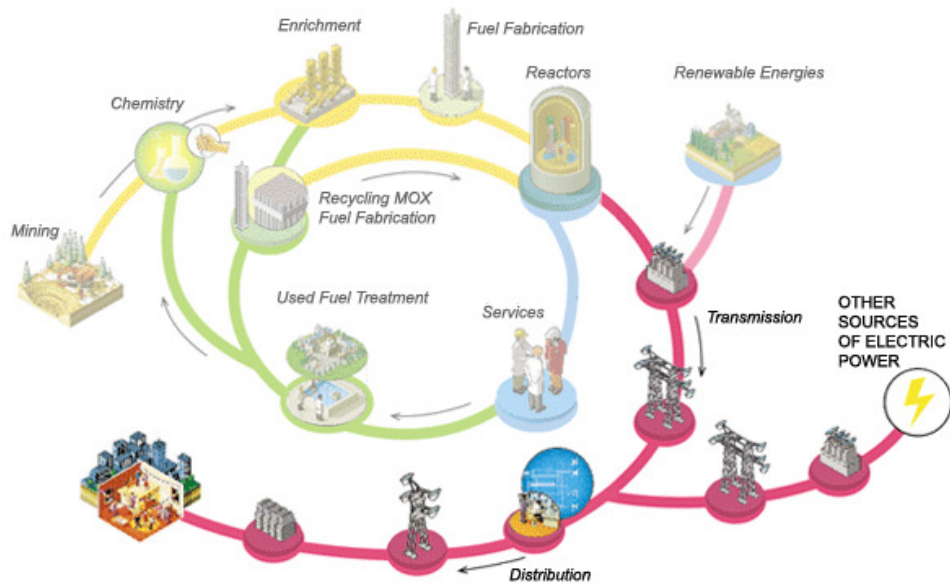 Enrichment
Fuel Fabrication
Reactors
Renewable Energies
Chemistry
Recycling MOX
Fuel Fabrication
Mining
Used Fuel Treatment
Services
Transmission
OTHER
SOURCES
OF ELECTRIC
POWER
Distribution